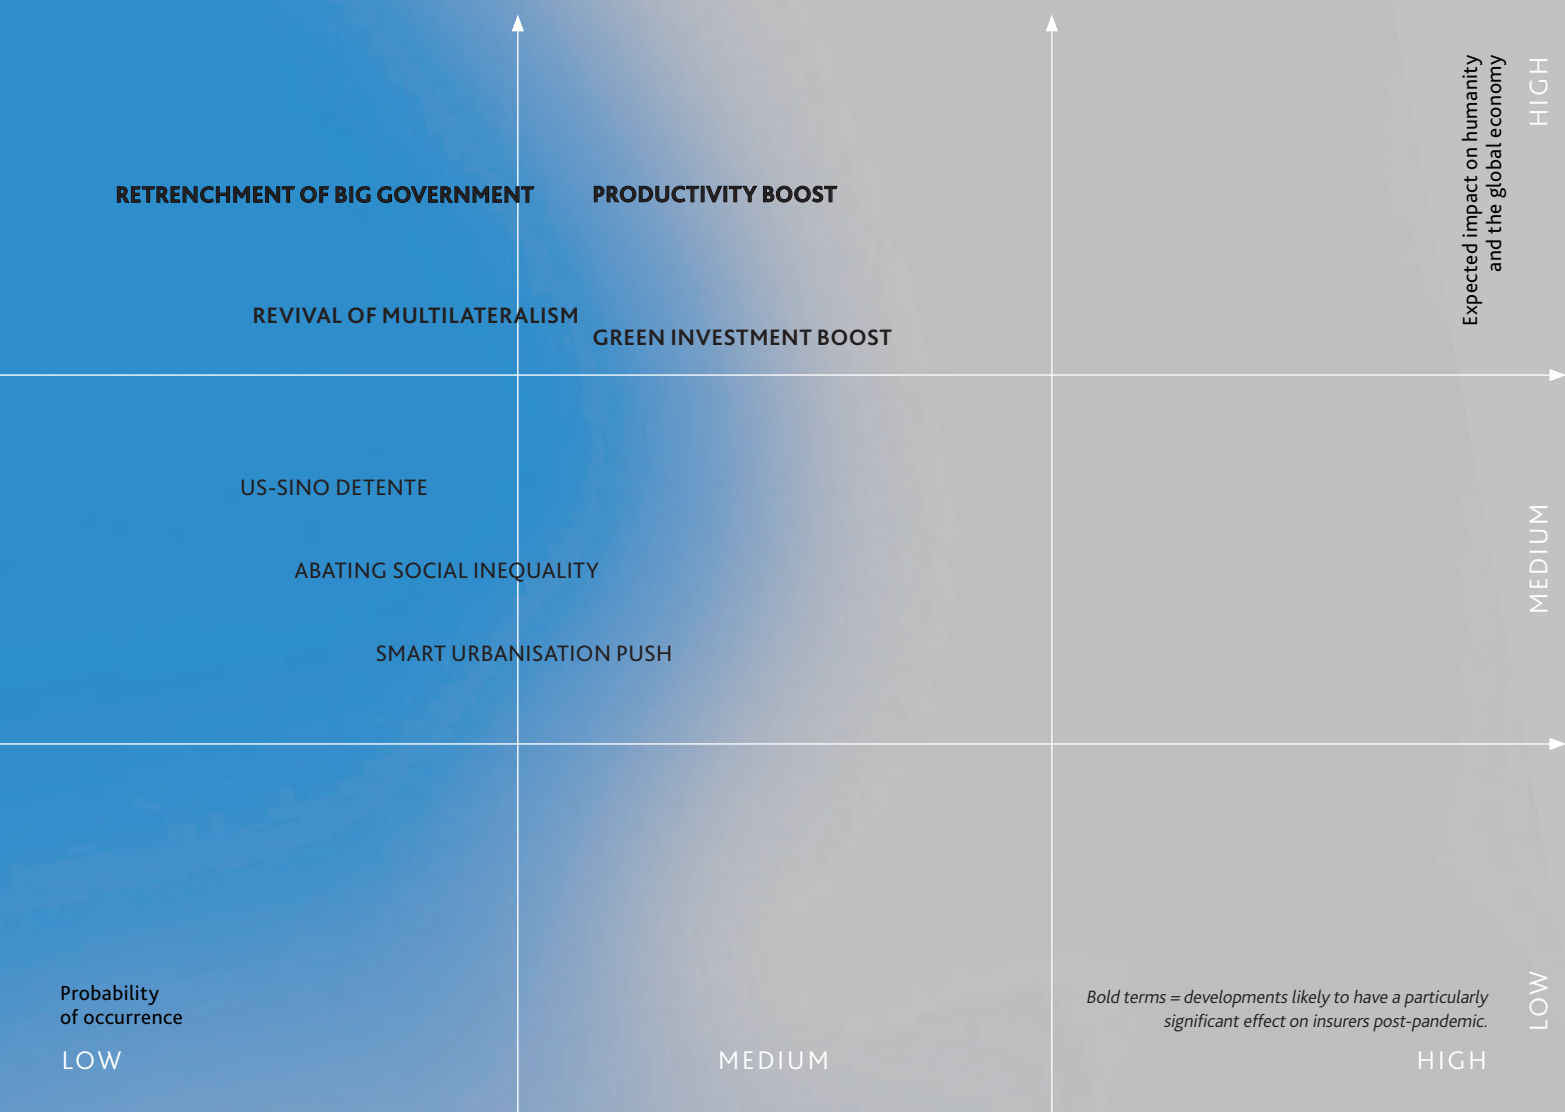 HIGH
Expected impact on humanity
and the global economy
RETRENCHMENT OF BIG GOVERNMENT
PRODUCTIVITY BOOST
REVIVAL OF MULTILATERALISM
GREEN INVESTMENT BOOST
US-SINO DETENTE
MEDIUM
ABATING SOCIAL INEQUALITY
SMART URBANISATION PUSH
Probability
of occurrence
Bold terms = developments likely to have a particularly
significant effect on insurers post-pandemic.
LOW
LOW
MEDIUM
HIGH